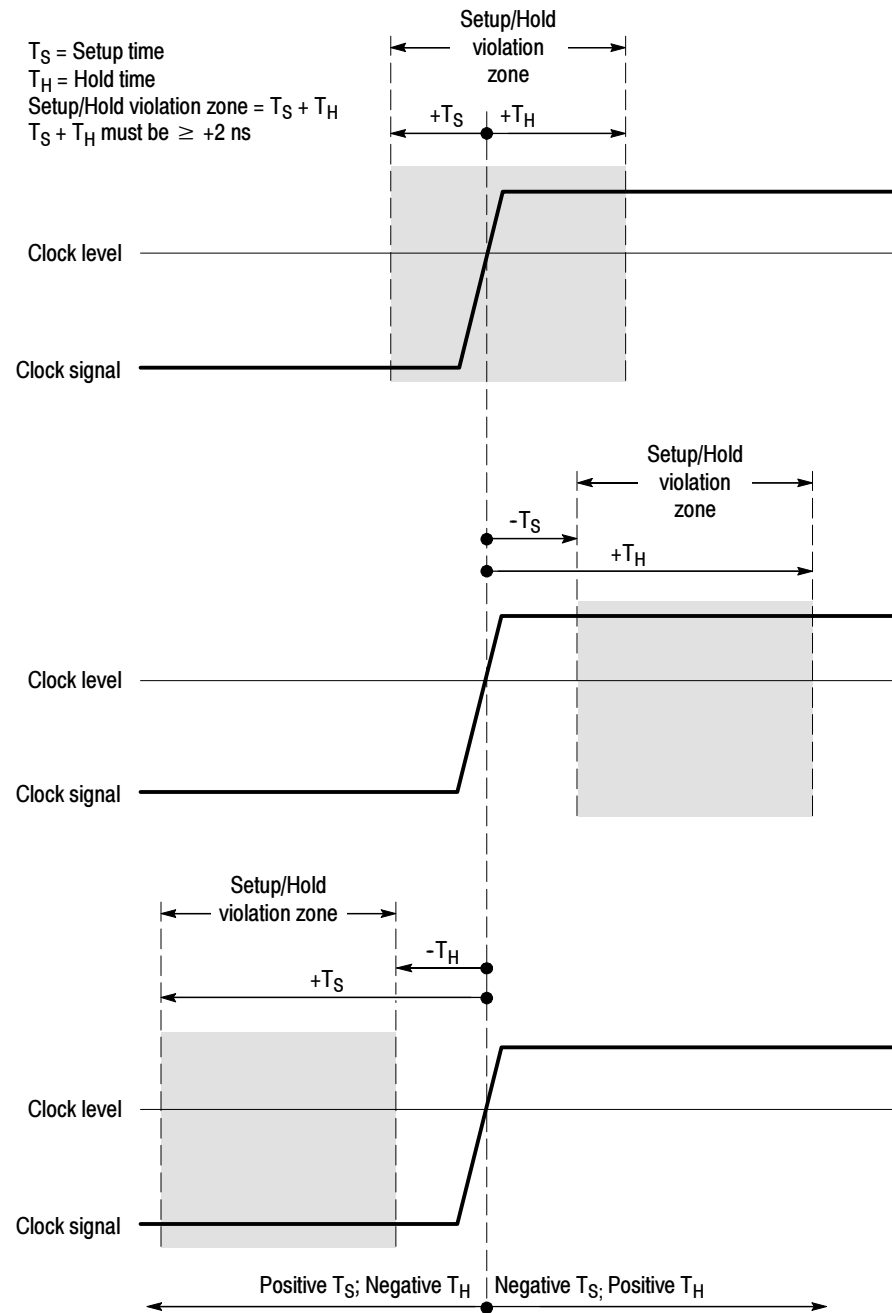 T_S = Setup time
T_H = Hold time
Setup/Hold violation zone = T_S + T_H
T_S + T_H must be ≥ +2 ns
Setup/Hold
violation
zone
+T_S
+T_H
Clock level
Clock signal
Setup/Hold
violation
zone
-T_S
+T_H
Clock level
Clock signal
Setup/Hold
violation zone
-T_H
+T_S
Clock level
Clock signal
Positive T_S; Negative T_H
Negative T_S; Positive T_H